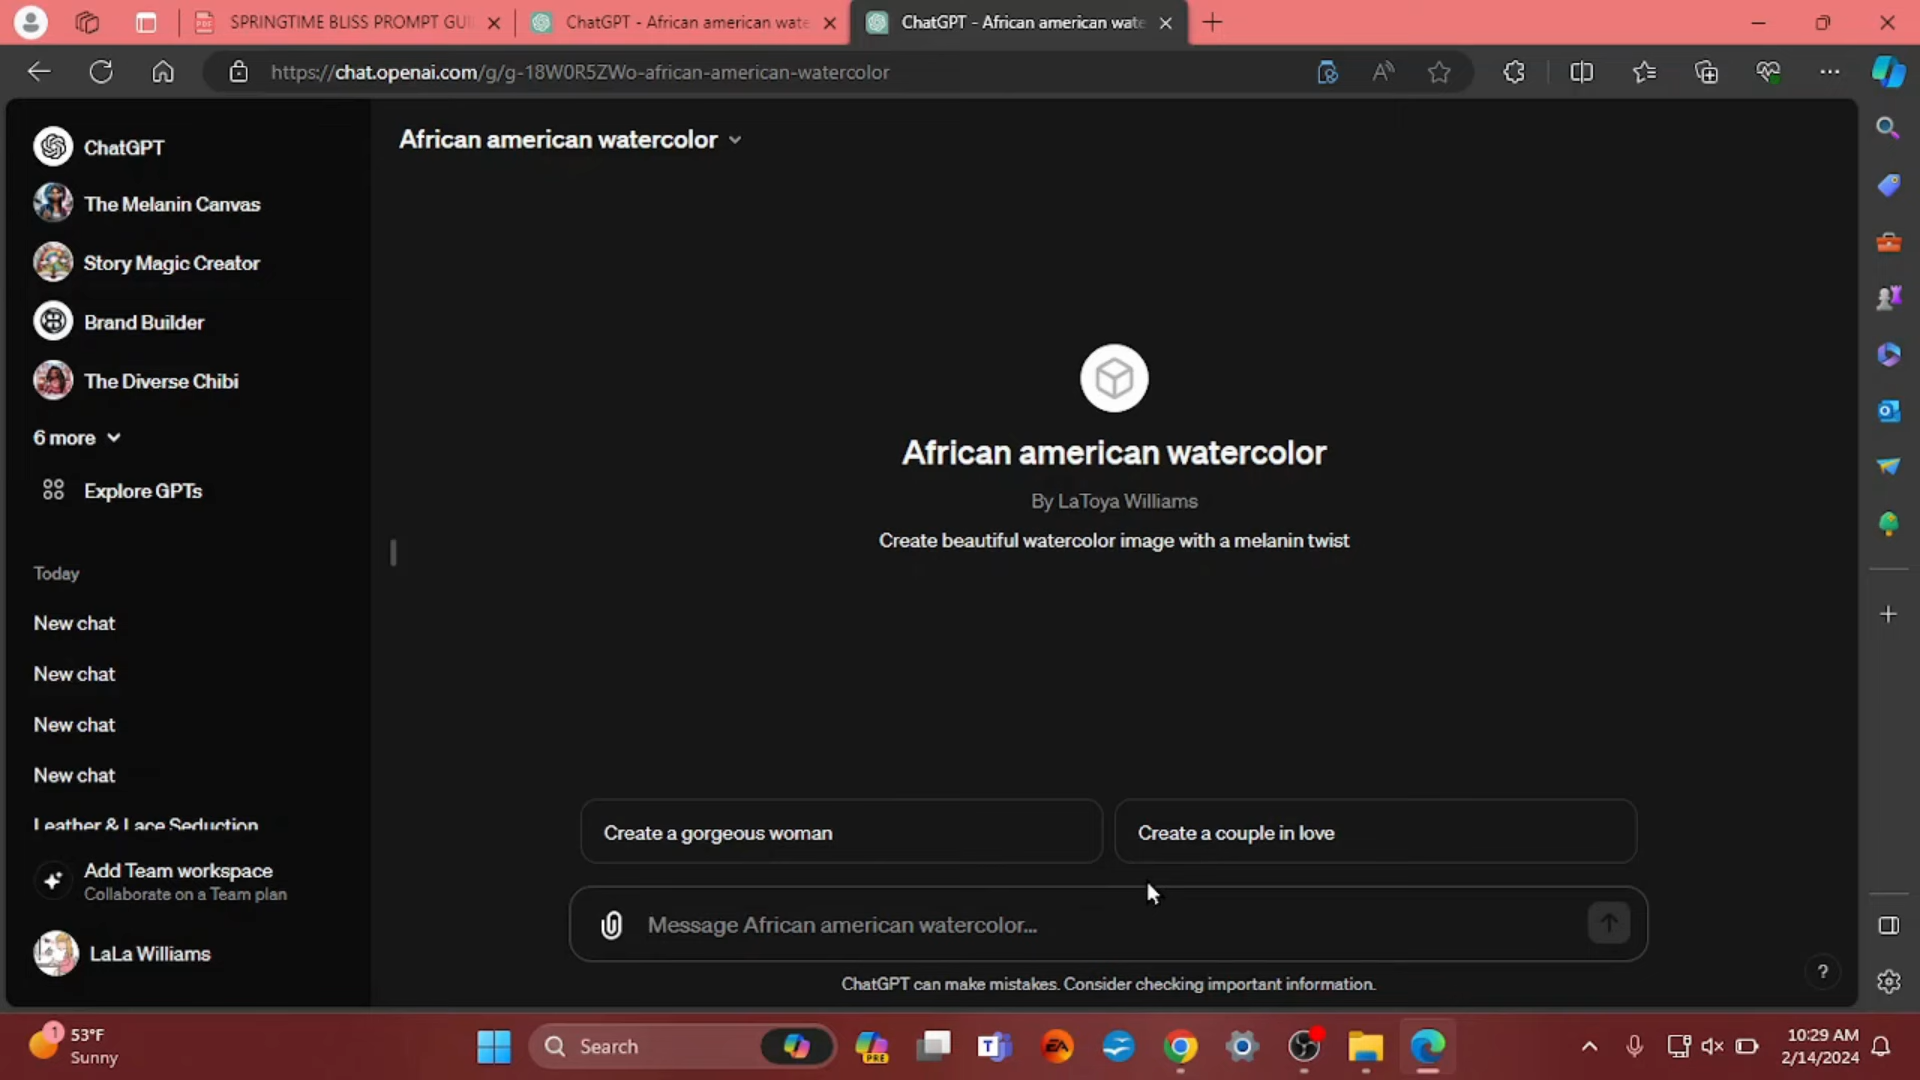 SPRINGTIME BLISS PROMPT GUI
ChatGPT - African american wate
ChatGPT - African american wate
https://chat.openai.com/g/g-18W0R5ZWo-african-american-watercolor
ChatGPT
The Melanin Canvas
Story Magic Creator
Brand Builder
The Diverse Chibi
6 more
Explore GPTs
Today
New chat
New chat
New chat
New chat
Leather & Lace Seduction
Add Team workspace
Collaborate on a Team plan
LaLa Williams
African american watercolor
African american watercolor
By LaToya Williams
Create beautiful watercolor image with a melanin twist
Create a gorgeous woman
Create a couple in love
Message African american watercolor...
ChatGPT can make mistakes. Consider checking important information.
?
1
53°F
Sunny
Search
PRE
T
EA
10:29 AM
2/14/2024